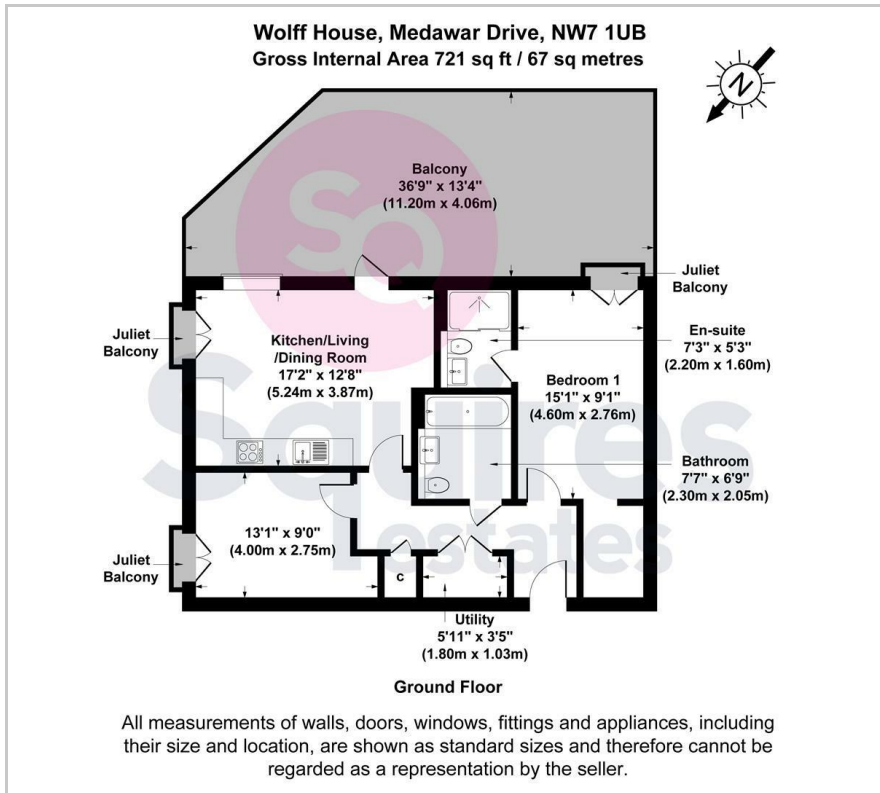 Wolff House, Medawar Drive, NW7 1UB
Gross Internal Area 721 sq ft / 67 sq metres
N
Balcony
36'9" x 13'4"
(11.20m x 4.06m)
SQ
Juliet
Balcony
Juliet
Balcony
Kitchen/Living
/Dining Room
17'2" x 12'8"
(5.24m x 3.87m)
En-suite
7'3" x 5'3"
(2.20m x 1.60m)
Bedroom 1
15'1" x 9'1"
(4.60m x 2.76m)
Squires
estates
Bathroom
7'7" x 6'9"
(2.30m x 2.05m)
13'1" x 9'0"
(4.00m x 2.75m)
Juliet
Balcony
C
Utility
5'11" x 3'5"
(1.80m x 1.03m)
Ground Floor
All measurements of walls, doors, windows, fittings and appliances, including
their size and location, are shown as standard sizes and therefore cannot be
regarded as a representation by the seller.